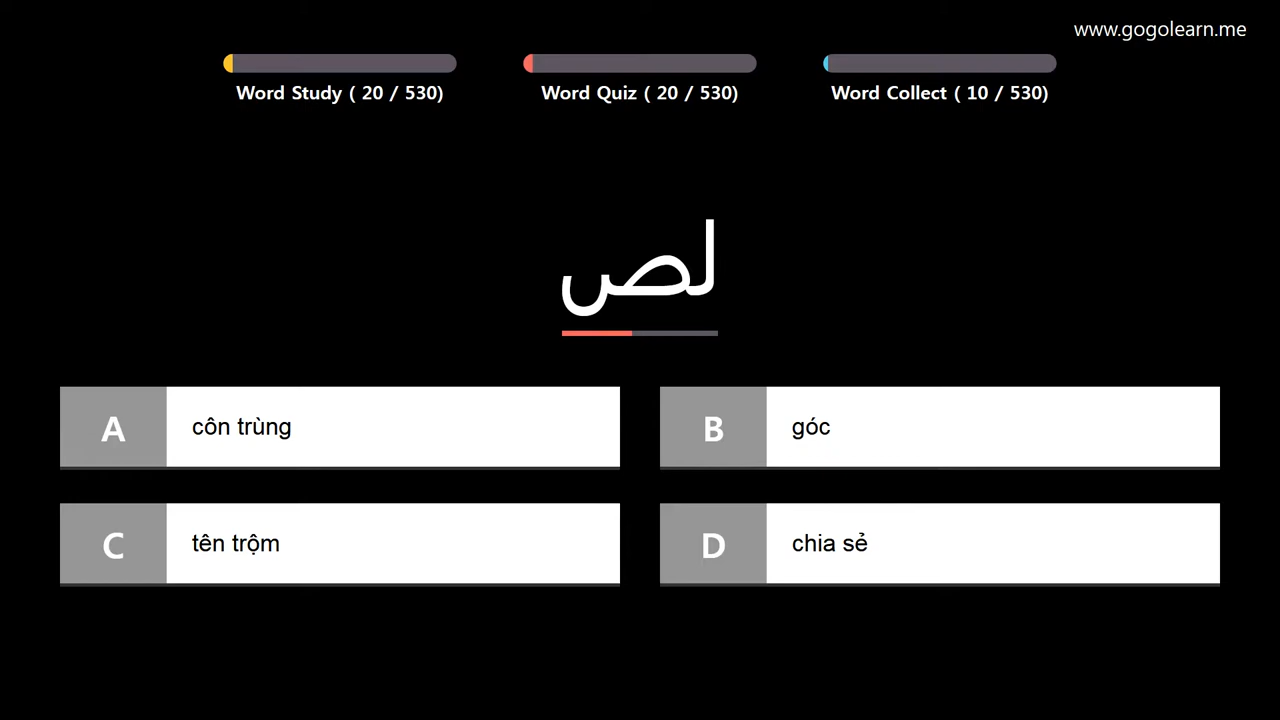 www.gogolearn.me
Word Study ( 20 / 530)
Word Quiz ( 20 / 530)
Word Collect ( 10 / 530)
لص
A côn trùng
B góc
C tên trộm
D chia sẻ